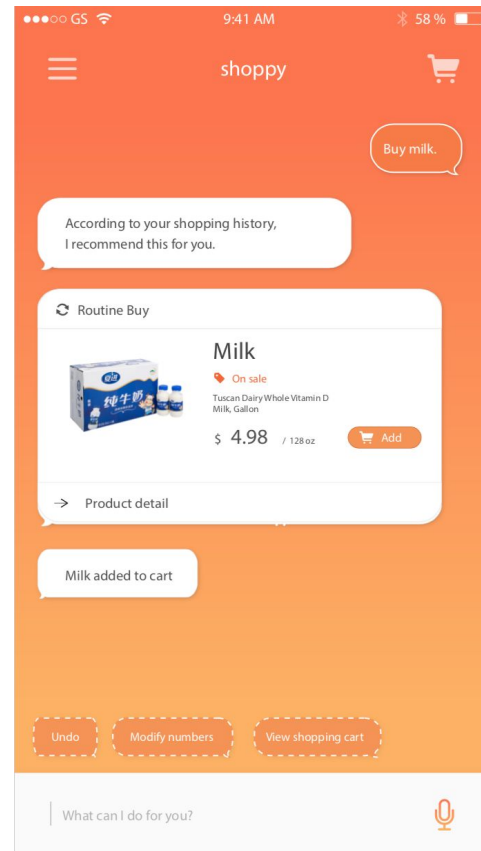 GS 9:41 AM 58 %
shoppy
Buy milk.
According to your shopping history,
I recommend this for you.
Routine Buy
Milk
On sale
Tuscan Dairy Whole Vitamin D
Milk, Gallon
$ 4.98 / 128 oz
Add
纯牛奶
Product detail
Milk added to cart
Undo
Modify numbers
View shopping cart
What can I do for you?